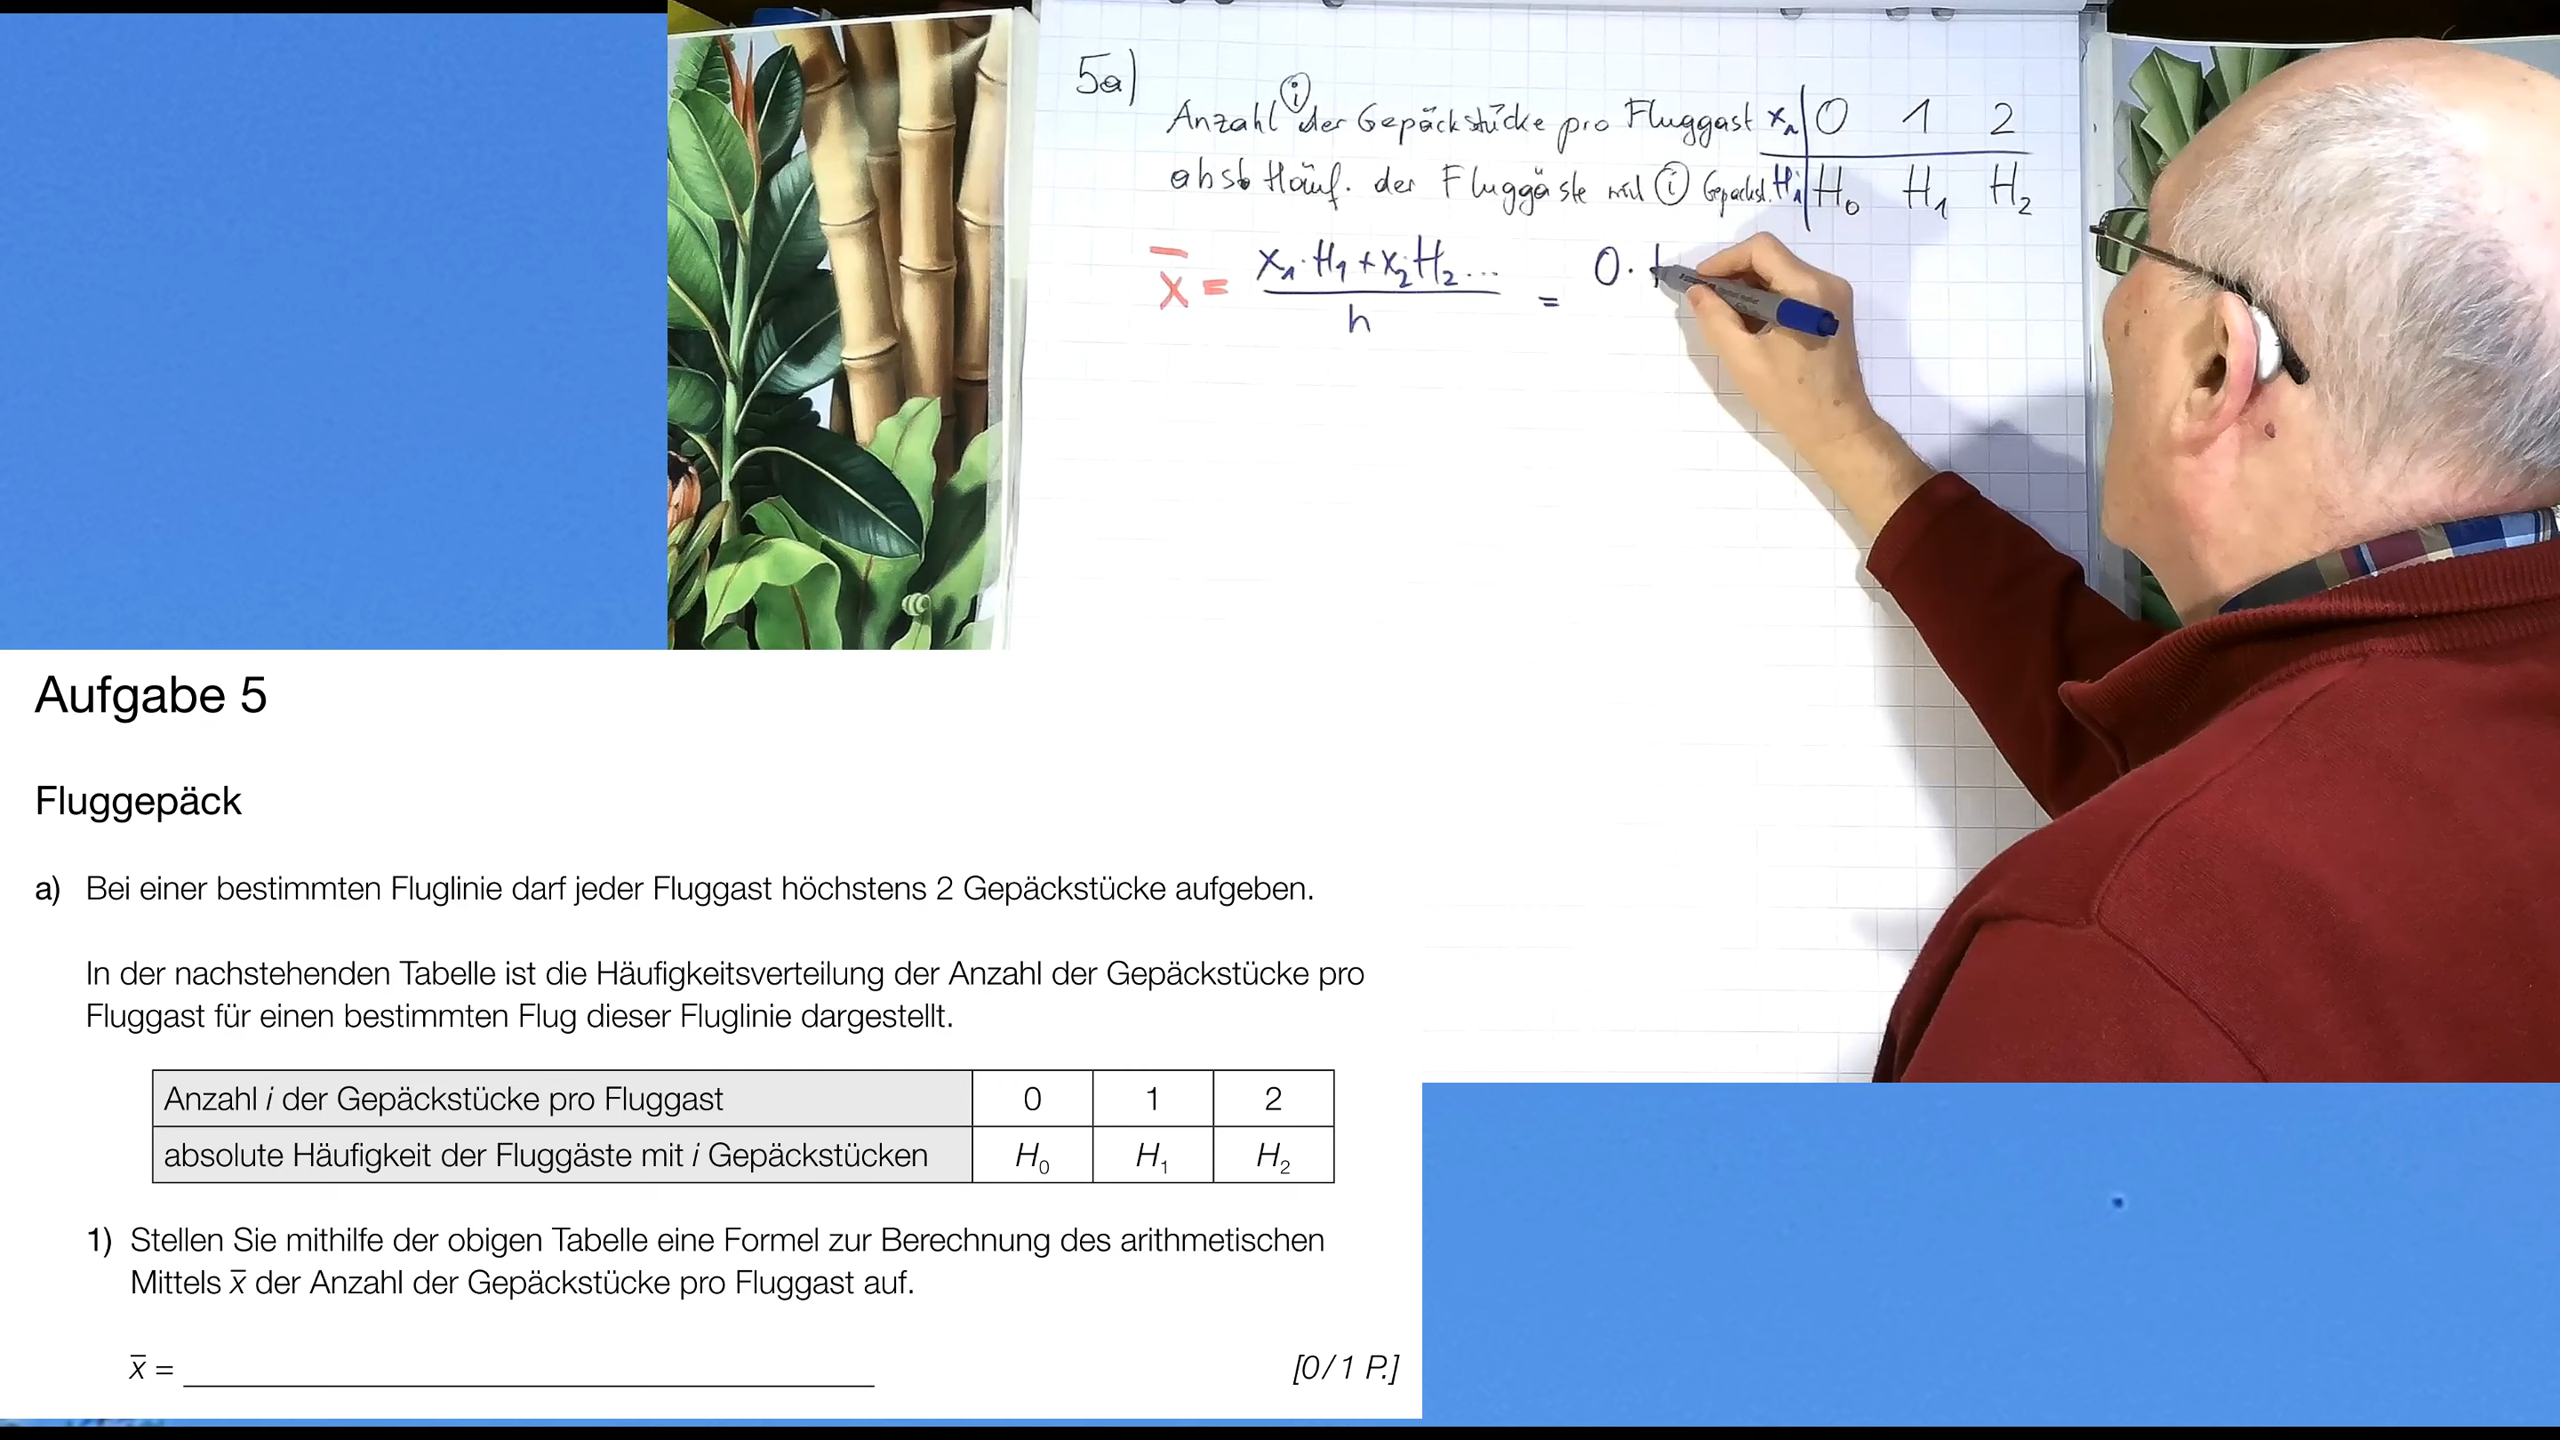 5a)
Anzahl i der Gepäckstücke pro Fluggast x₁ 0 1 2
abs. Häuf. der Fluggäste mit i Gepäckst. Hᵢ H₀ H₁ H₂
x̄ = (x₁·H₁+x₂·H₂...)/n = 0·
Aufgabe 5
Fluggepäck
a) Bei einer bestimmten Fluglinie darf jeder Fluggast höchstens 2 Gepäckstücke aufgeben.
In der nachstehenden Tabelle ist die Häufigkeitsverteilung der Anzahl der Gepäckstücke pro
Fluggast für einen bestimmten Flug dieser Fluglinie dargestellt.
Anzahl i der Gepäckstücke pro Fluggast 0 1 2
absolute Häufigkeit der Fluggäste mit i Gepäckstücken H₀ H₁ H₂
1) Stellen Sie mithilfe der obigen Tabelle eine Formel zur Berechnung des arithmetischen
Mittels x̄ der Anzahl der Gepäckstücke pro Fluggast auf.
x̄ = [0/1 P.]